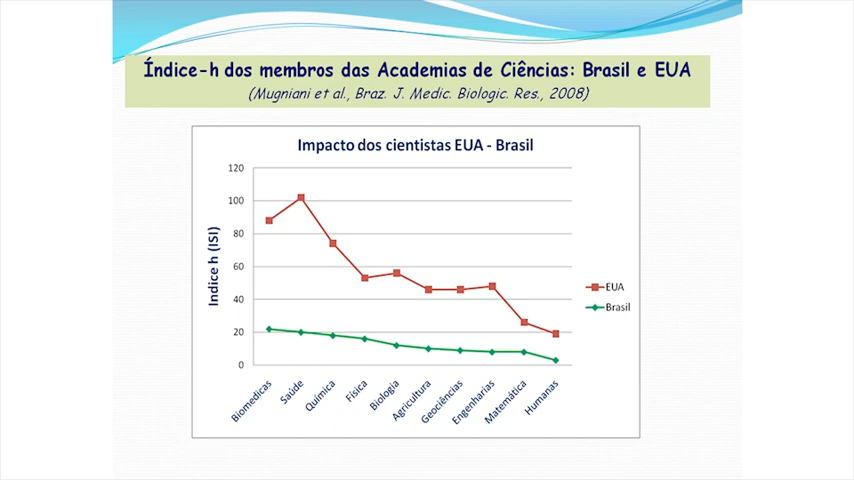 Índice-h dos membros das Academias de Ciências: Brasil e EUA
(Mugniani et al., Braz. J. Medic. Biologic. Res., 2008)
Impacto dos cientistas EUA - Brasil
120
100
80
60
40
20
0
Indice h (ISI)
Biomedicas
Saúde
Química
Física
Biologia
Agricultura
Geociências
Engenharias
Matemática
Humanas
EUA
Brasil